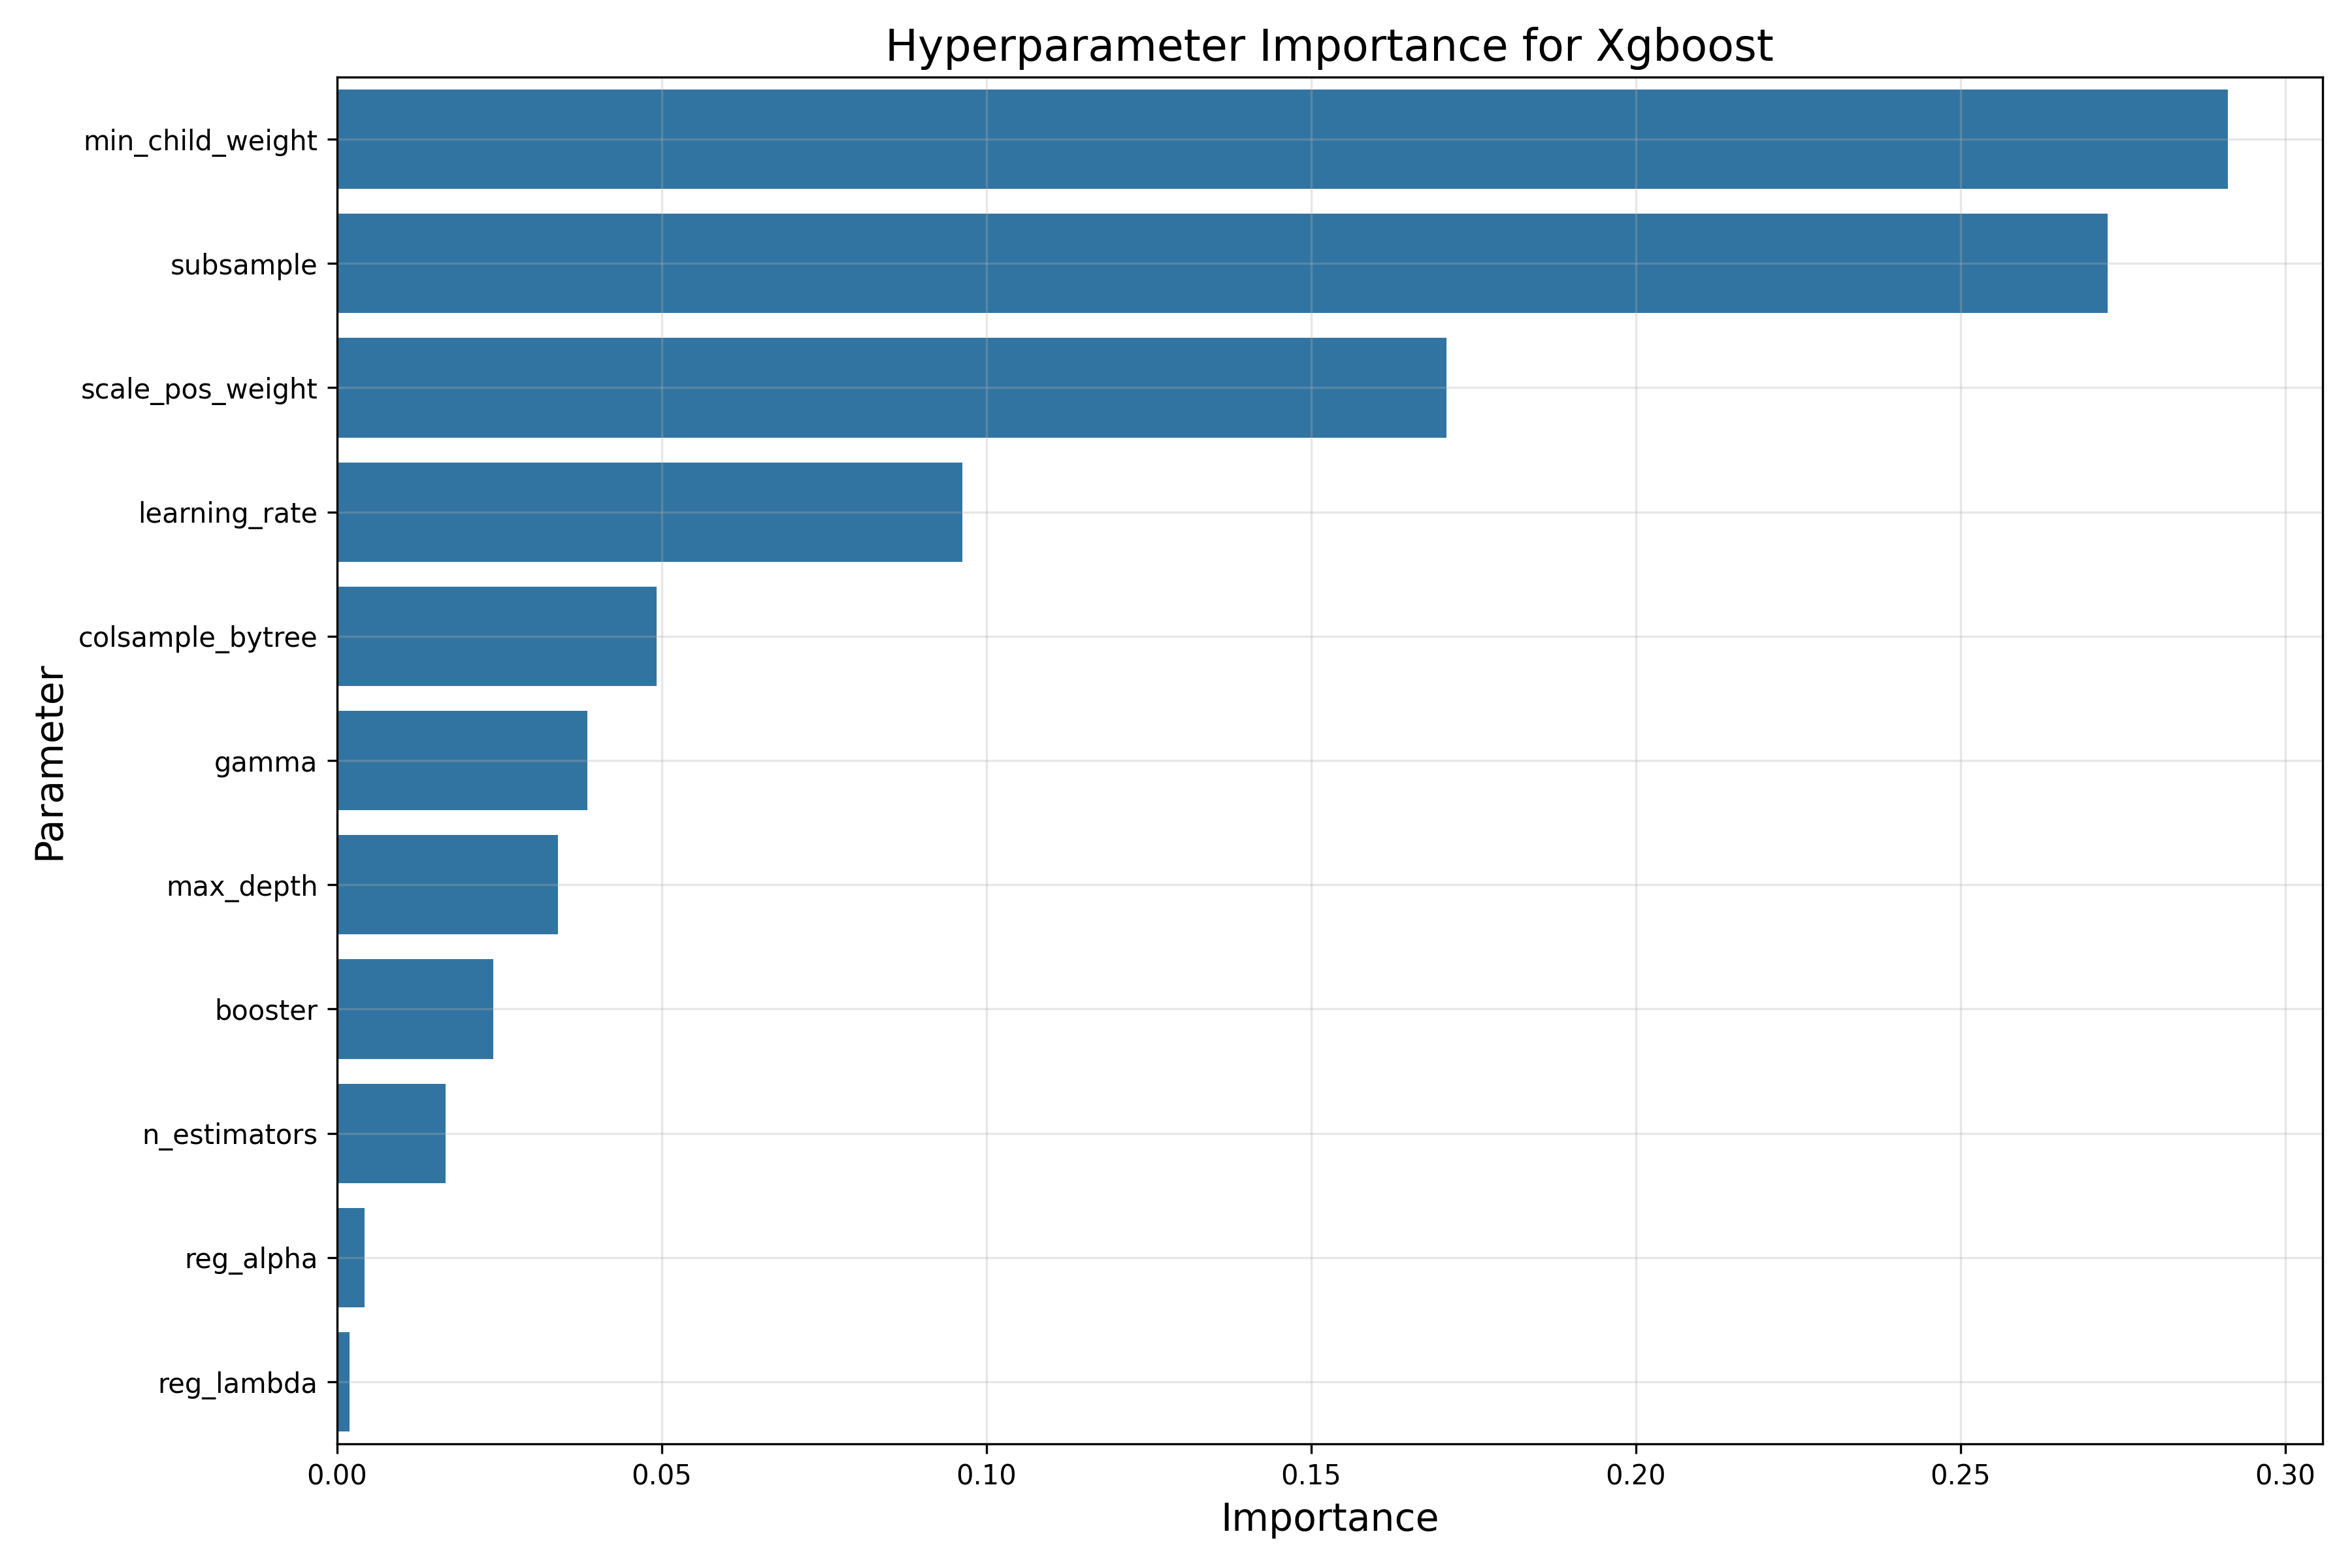 Hyperparameter Importance for Xgboost
Parameter
min_child_weight
subsample
scale_pos_weight
learning_rate
colsample_bytree
gamma
max_depth
booster
n_estimators
reg_alpha
reg_lambda
0.00 0.05 0.10 0.15 0.20 0.25 0.30
Importance